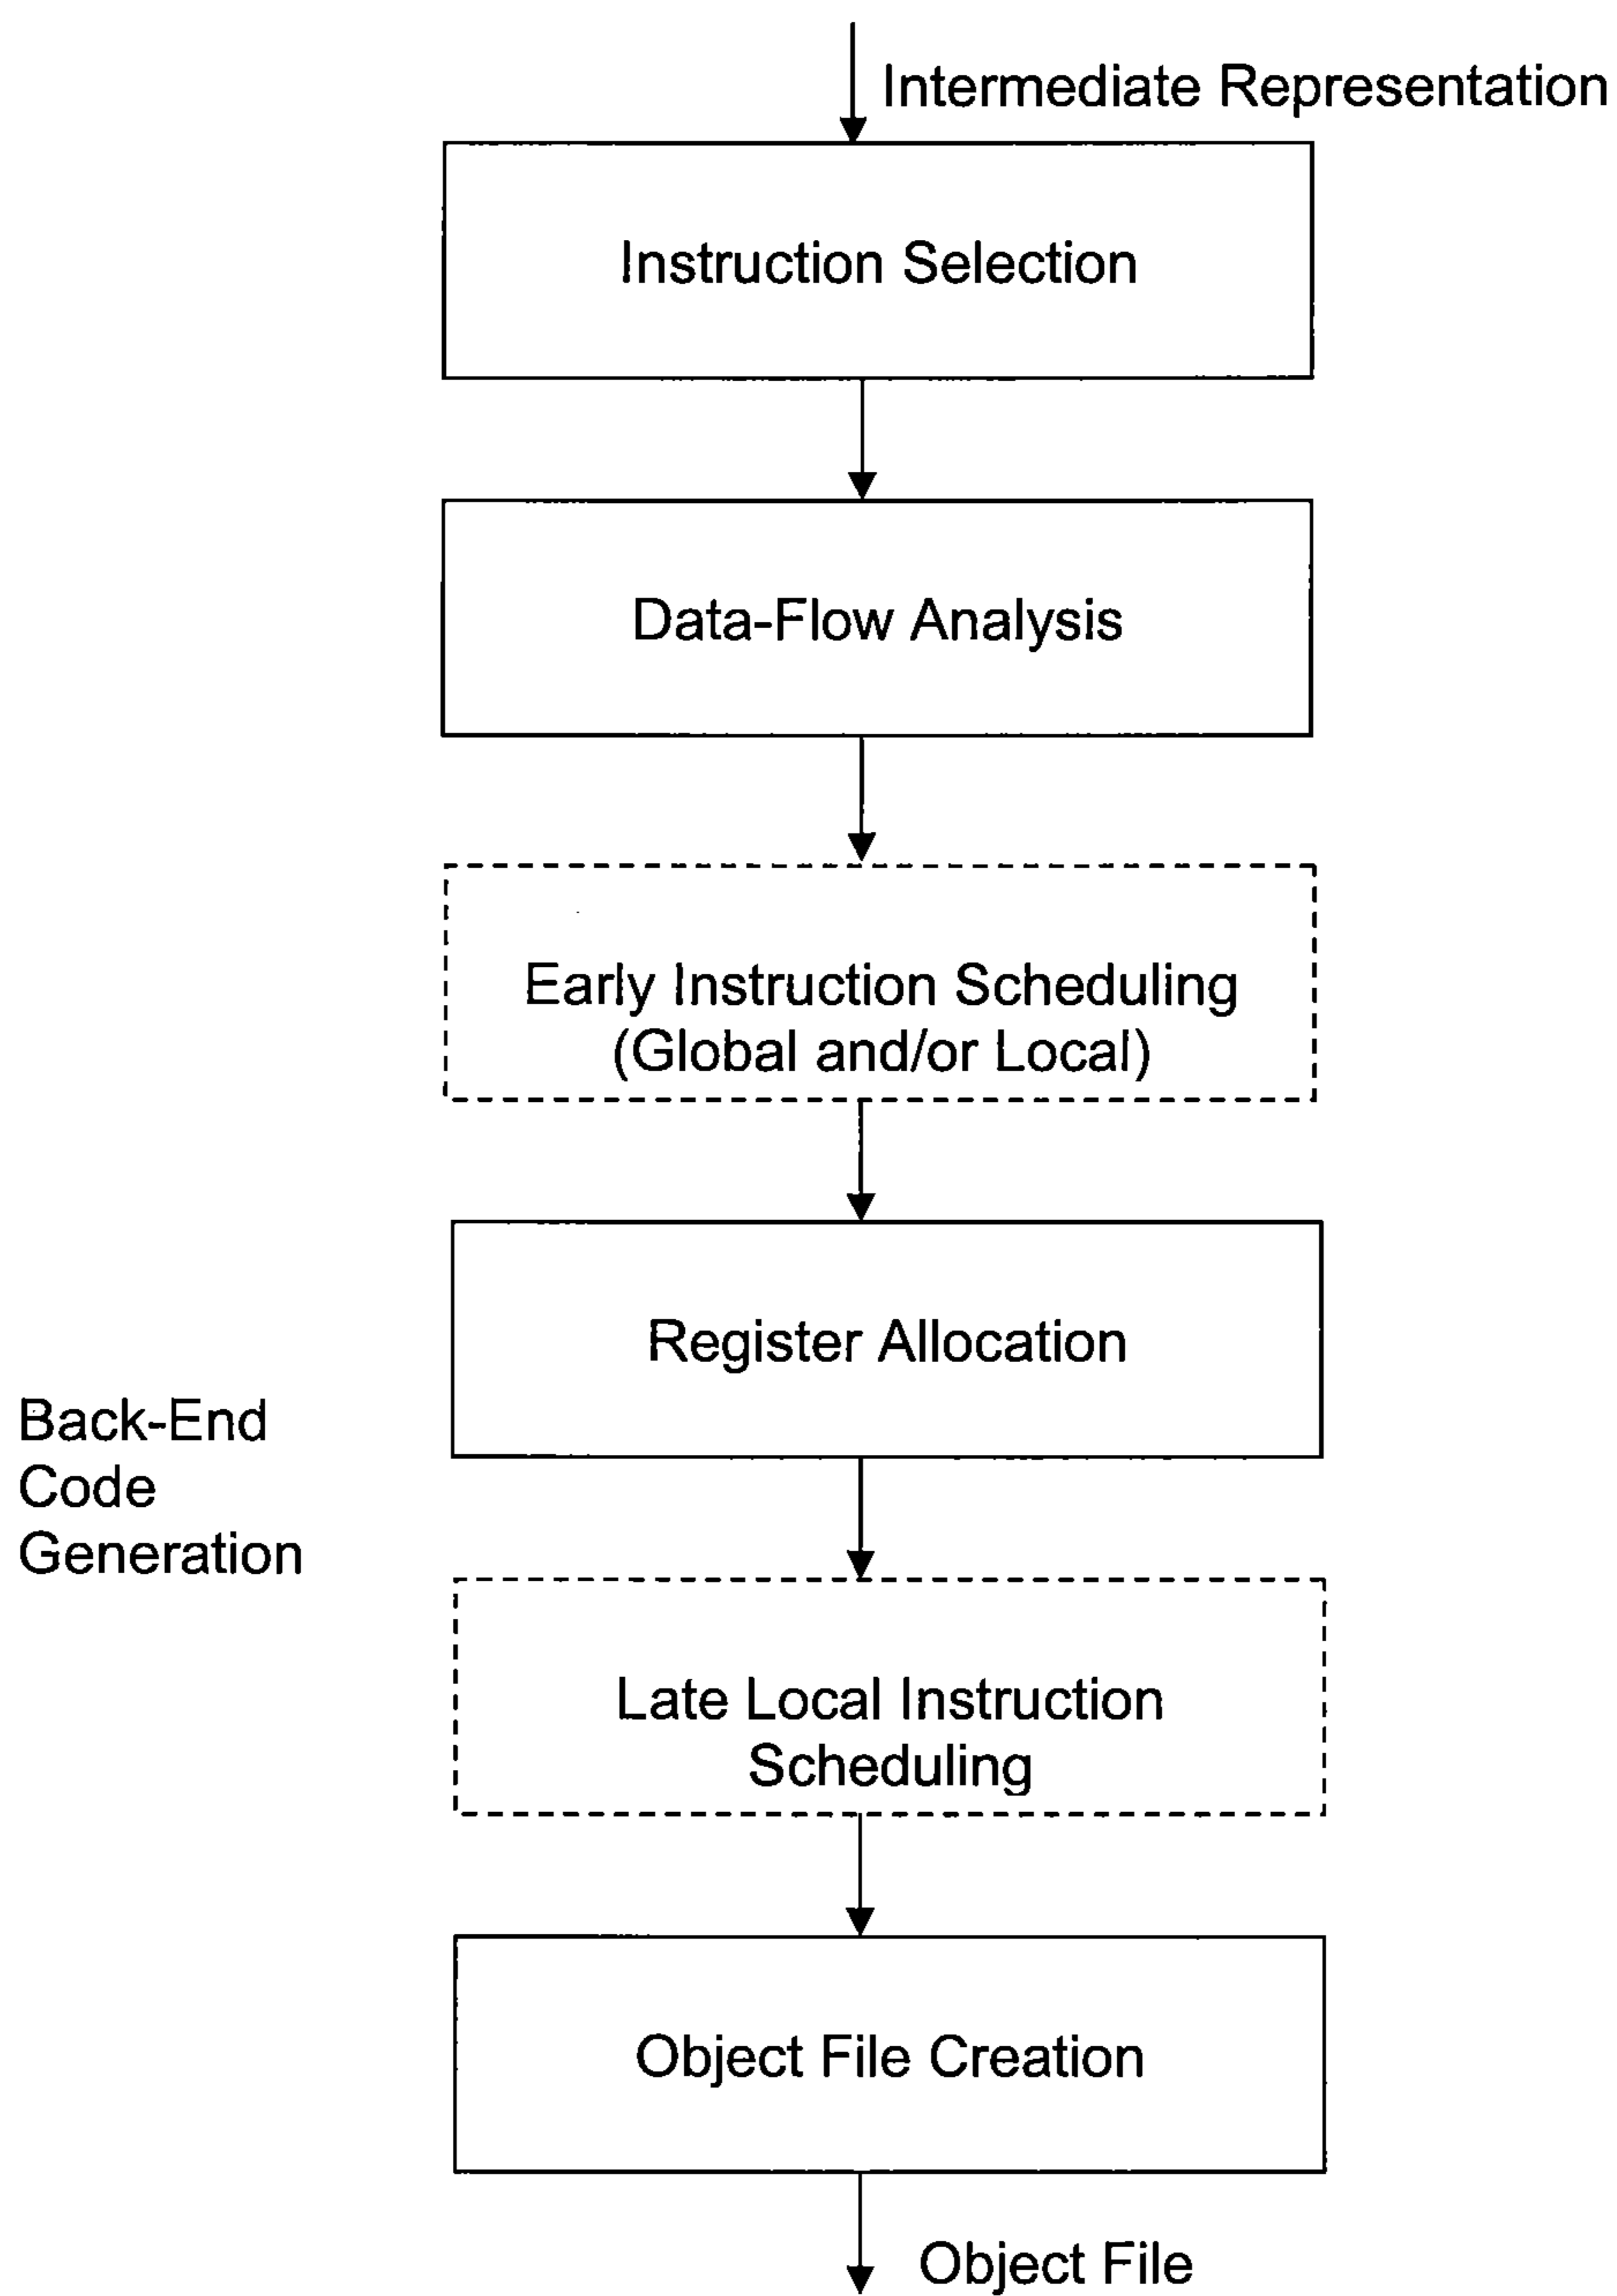 Intermediate Representation
Instruction Selection
Data-Flow Analysis
Early Instruction Scheduling
(Global and/or Local)
Register Allocation
Back-End
Code
Generation
Late Local Instruction
Scheduling
Object File Creation
Object File